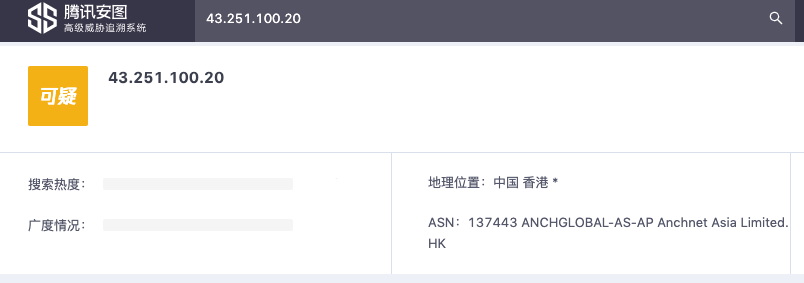 腾讯安图
高级威胁追溯系统
43.251.100.20
可疑
43.251.100.20
搜索热度：
广度情况：
地理位置：中国 香港 *
ASN：137443 ANCHGLOBAL-AS-AP Anchnet Asia Limited.
HK